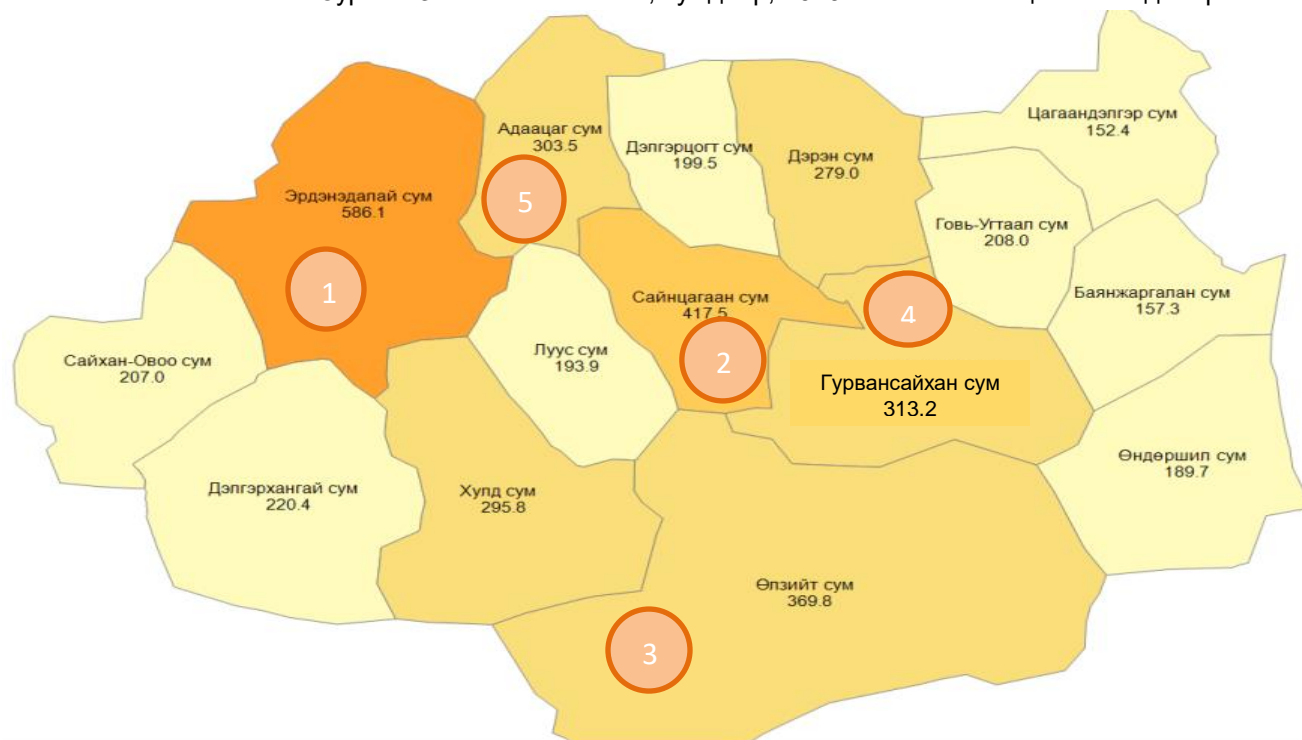 Цагаандэлгэр сум
152.4
Адаацаг сум
303.5
Дэлгэрцогт сум
199.5
Дэрэн сум
279.0
Эрдэнэдалай сум
586.1
5
Говь-Угтаал сум
208.0
1
Сайнцагаан сум
417.5
4
Баянжаргалан сум
157.3
Сайхан-Овоо сум
207.0
Луус сум
193.9
2
Гурвансайхан сум
313.2
Өндөршил сум
189.7
Дэлгэрхангай сум
220.4
Хулд сум
295.8
Өлзийт сум
369.8
3